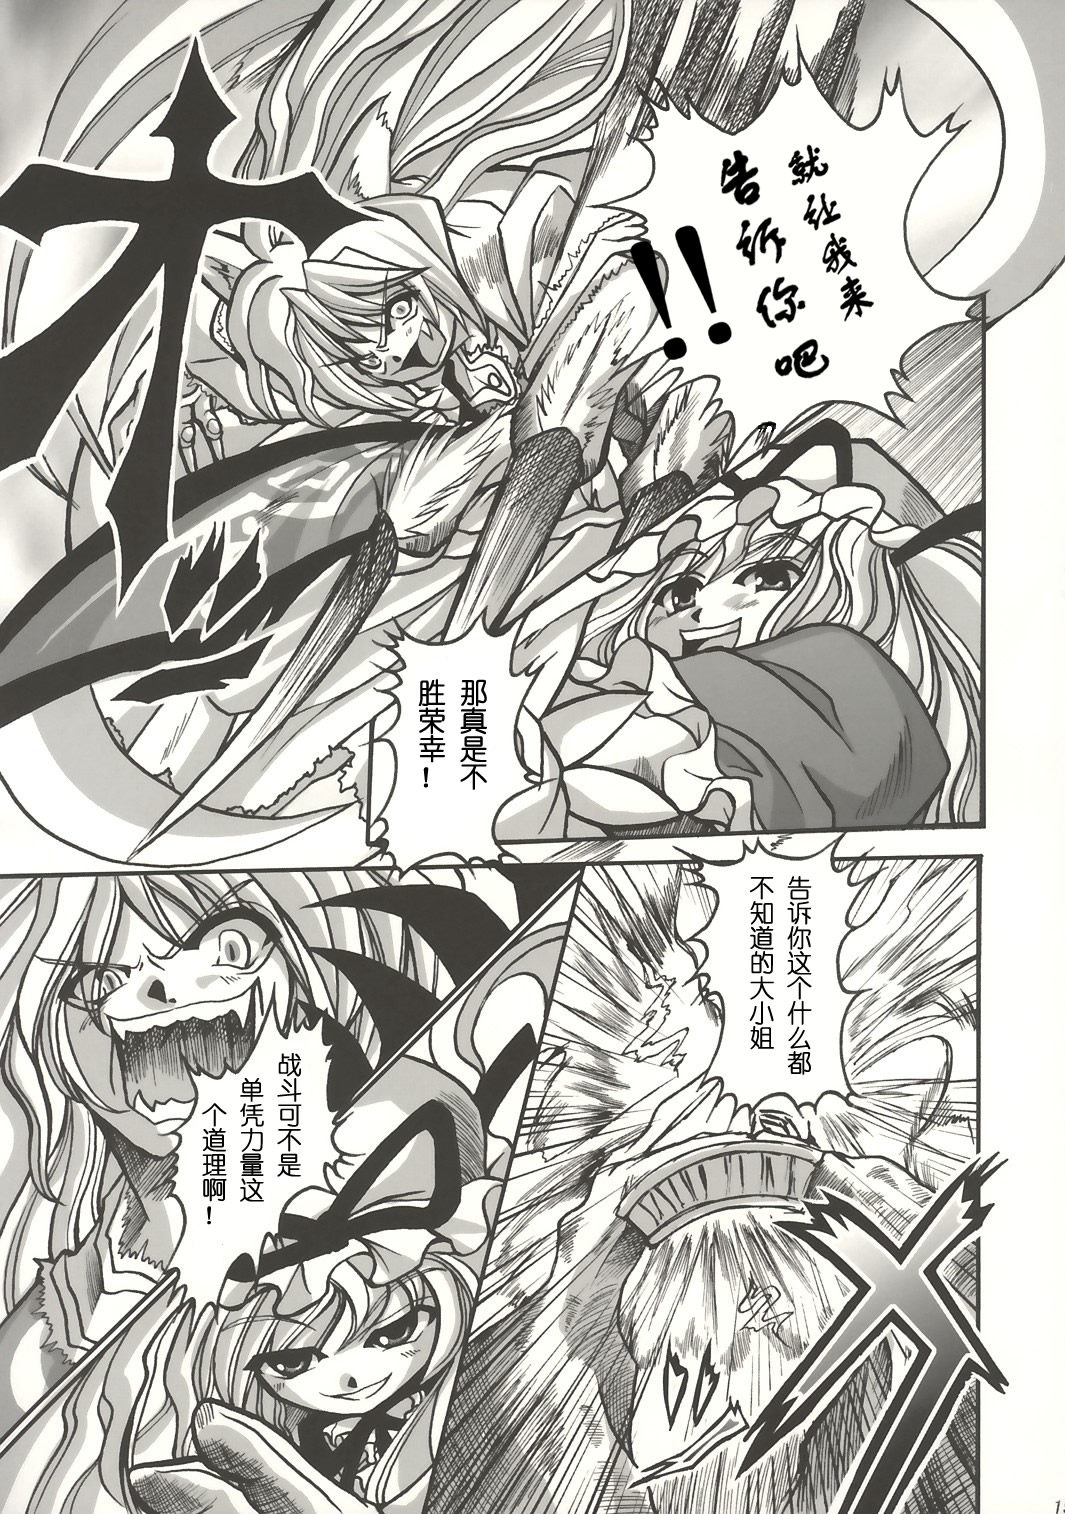 就让我来
告诉你吧
!!
那真是不
胜荣幸！
告诉你这个什么都
不知道的大小姐
战斗可不是
单凭力量这
个道理啊！